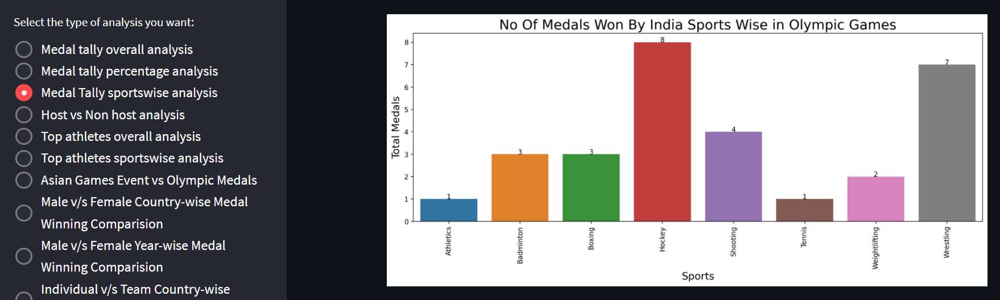 Select the type of analysis you want:
Medal tally overall analysis
Medal tally percentage analysis
Medal Tally sportswise analysis
Host vs Non host analysis
Top athletes overall analysis
Top athletes sportswise analysis
Asian Games Event vs Olympic Medals
Male v/s Female Country-wise Medal
Winning Comparision
Male v/s Female Year-wise Medal
Winning Comparision
Individual v/s Team Country-wise
No Of Medals Won By India Sports Wise in Olympic Games
Total Medals
8
7
6
5
4
3
2
1
0
1
3
3
8
4
1
2
7
Athletics
Badminton
Boxing
Hockey
Shooting
Tennis
Weightlifting
Wrestling
Sports